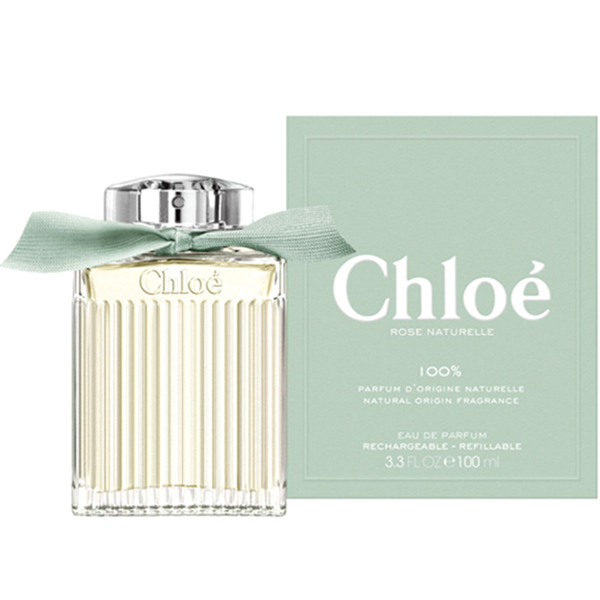 Chloé
Chloé
ROSE NATURELLE
100%
PARFUM D'ORIGINE NATURELLE
NATURAL ORIGIN FRAGRANCE
EAU DE PARFUM
RECHARGEABLE - REFILLABLE
3.3 FL OZ ℮ 100 ml